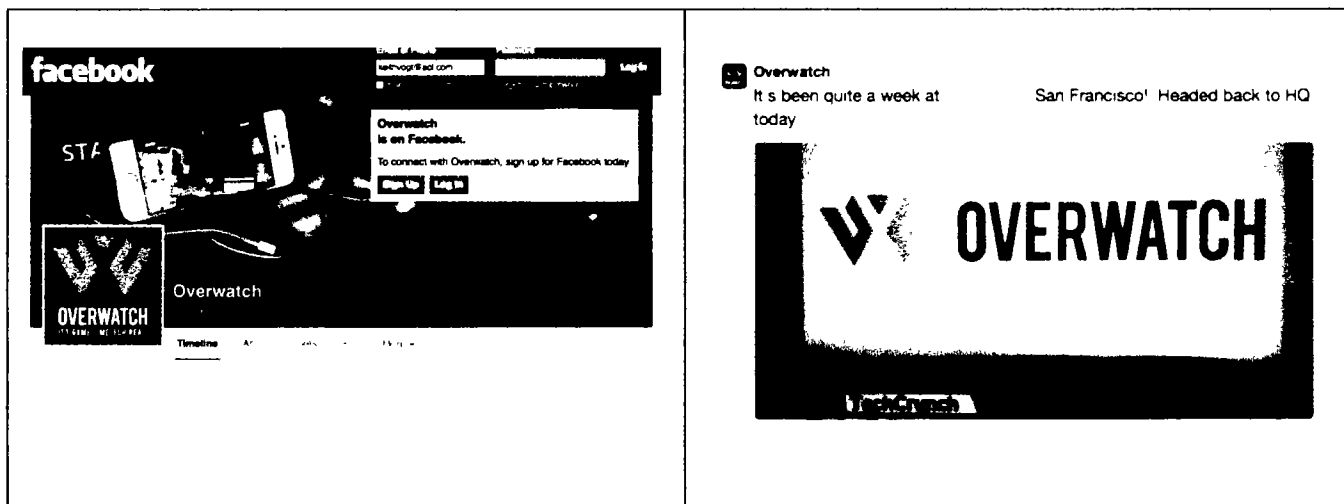 facebook
Log In
Overwatch
is on Facebook.
To connect with Overwatch, sign up for Facebook today
Sign Up Log In
OVERWATCH
Overwatch
Timeline
Overwatch
It s been quite a week at San Francisco! Headed back to HQ
today
OVERWATCH
TechCrunch